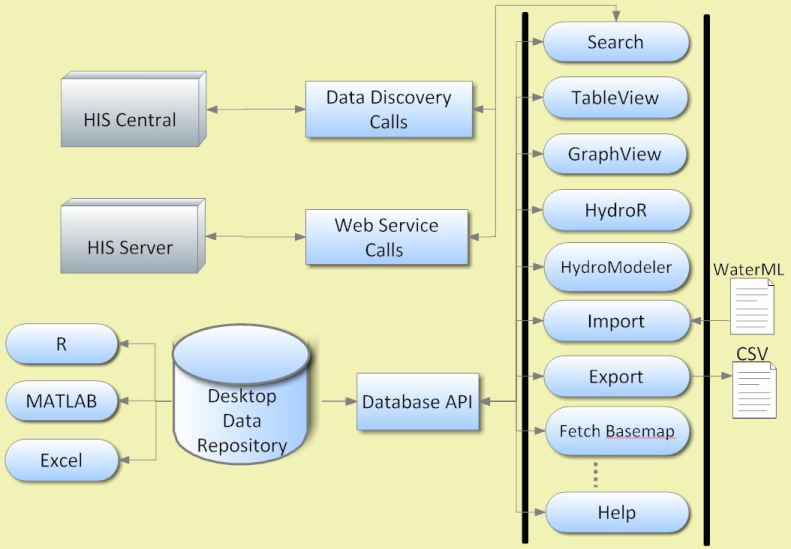 Search
Data Discovery
Calls
HIS Central
TableView
GraphView
HydroR
Web Service
Calls
HIS Server
HydroModeler
WaterML
Import
R
CSV
Export
MATLAB
Desktop
Data
Repository
Database API
Fetch Basemap
Excel
Help